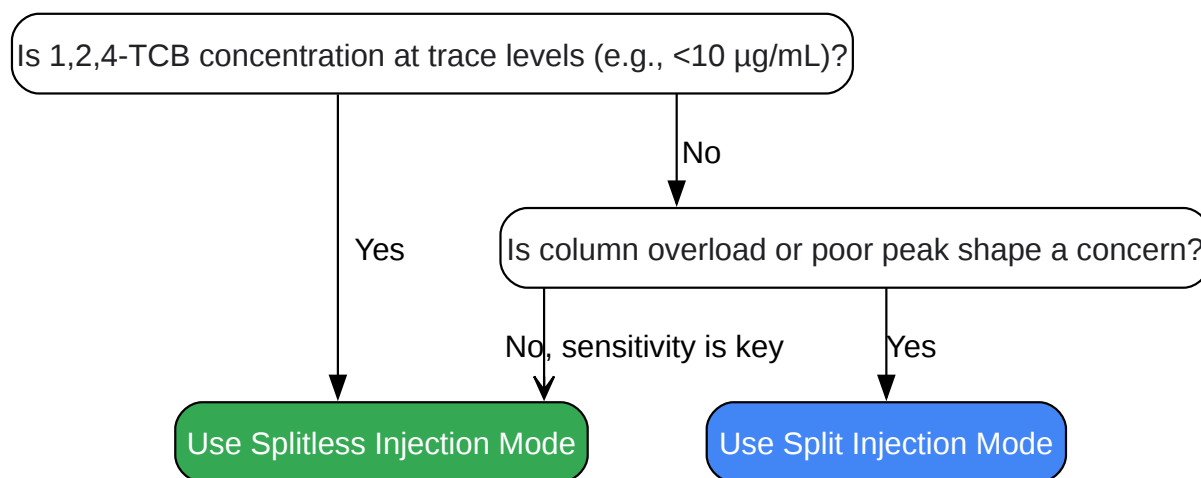 Is 1,2,4-TCB concentration at trace levels (e.g., <10 µg/mL)?
No
Yes
Is column overload or poor peak shape a concern?
No, sensitivity is key
Yes
Use Splitless Injection Mode
Use Split Injection Mode